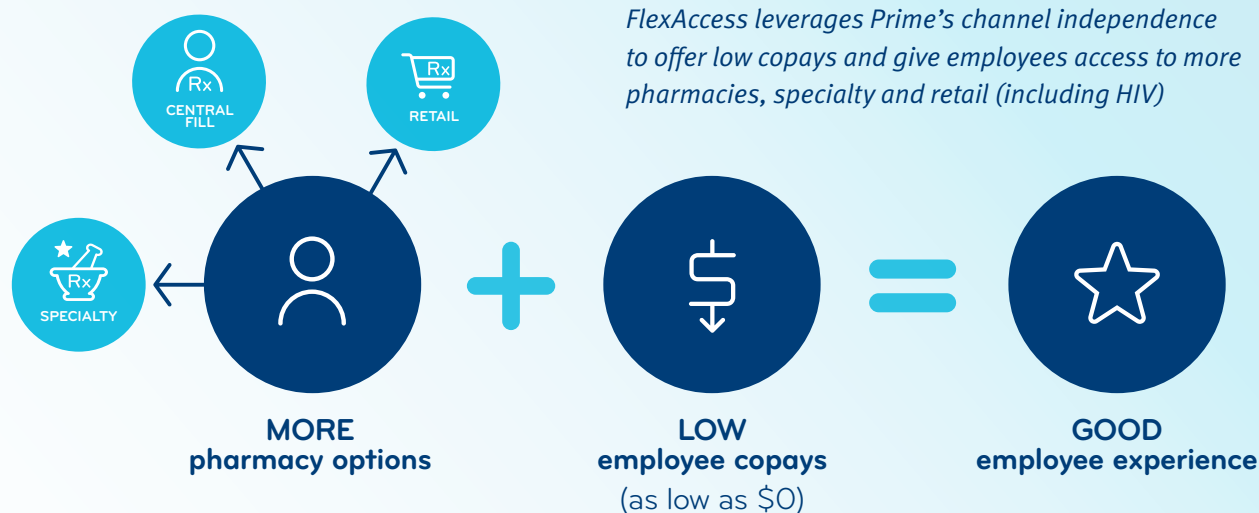 FlexAccess leverages Prime’s channel independence
to offer low copays and give employees access to more
pharmacies, specialty and retail (including HIV)
Rx
CENTRAL
FILL
Rx
RETAIL
Rx
SPECIALTY
MORE
pharmacy options
LOW
employee copays
(as low as $0)
GOOD
employee experience